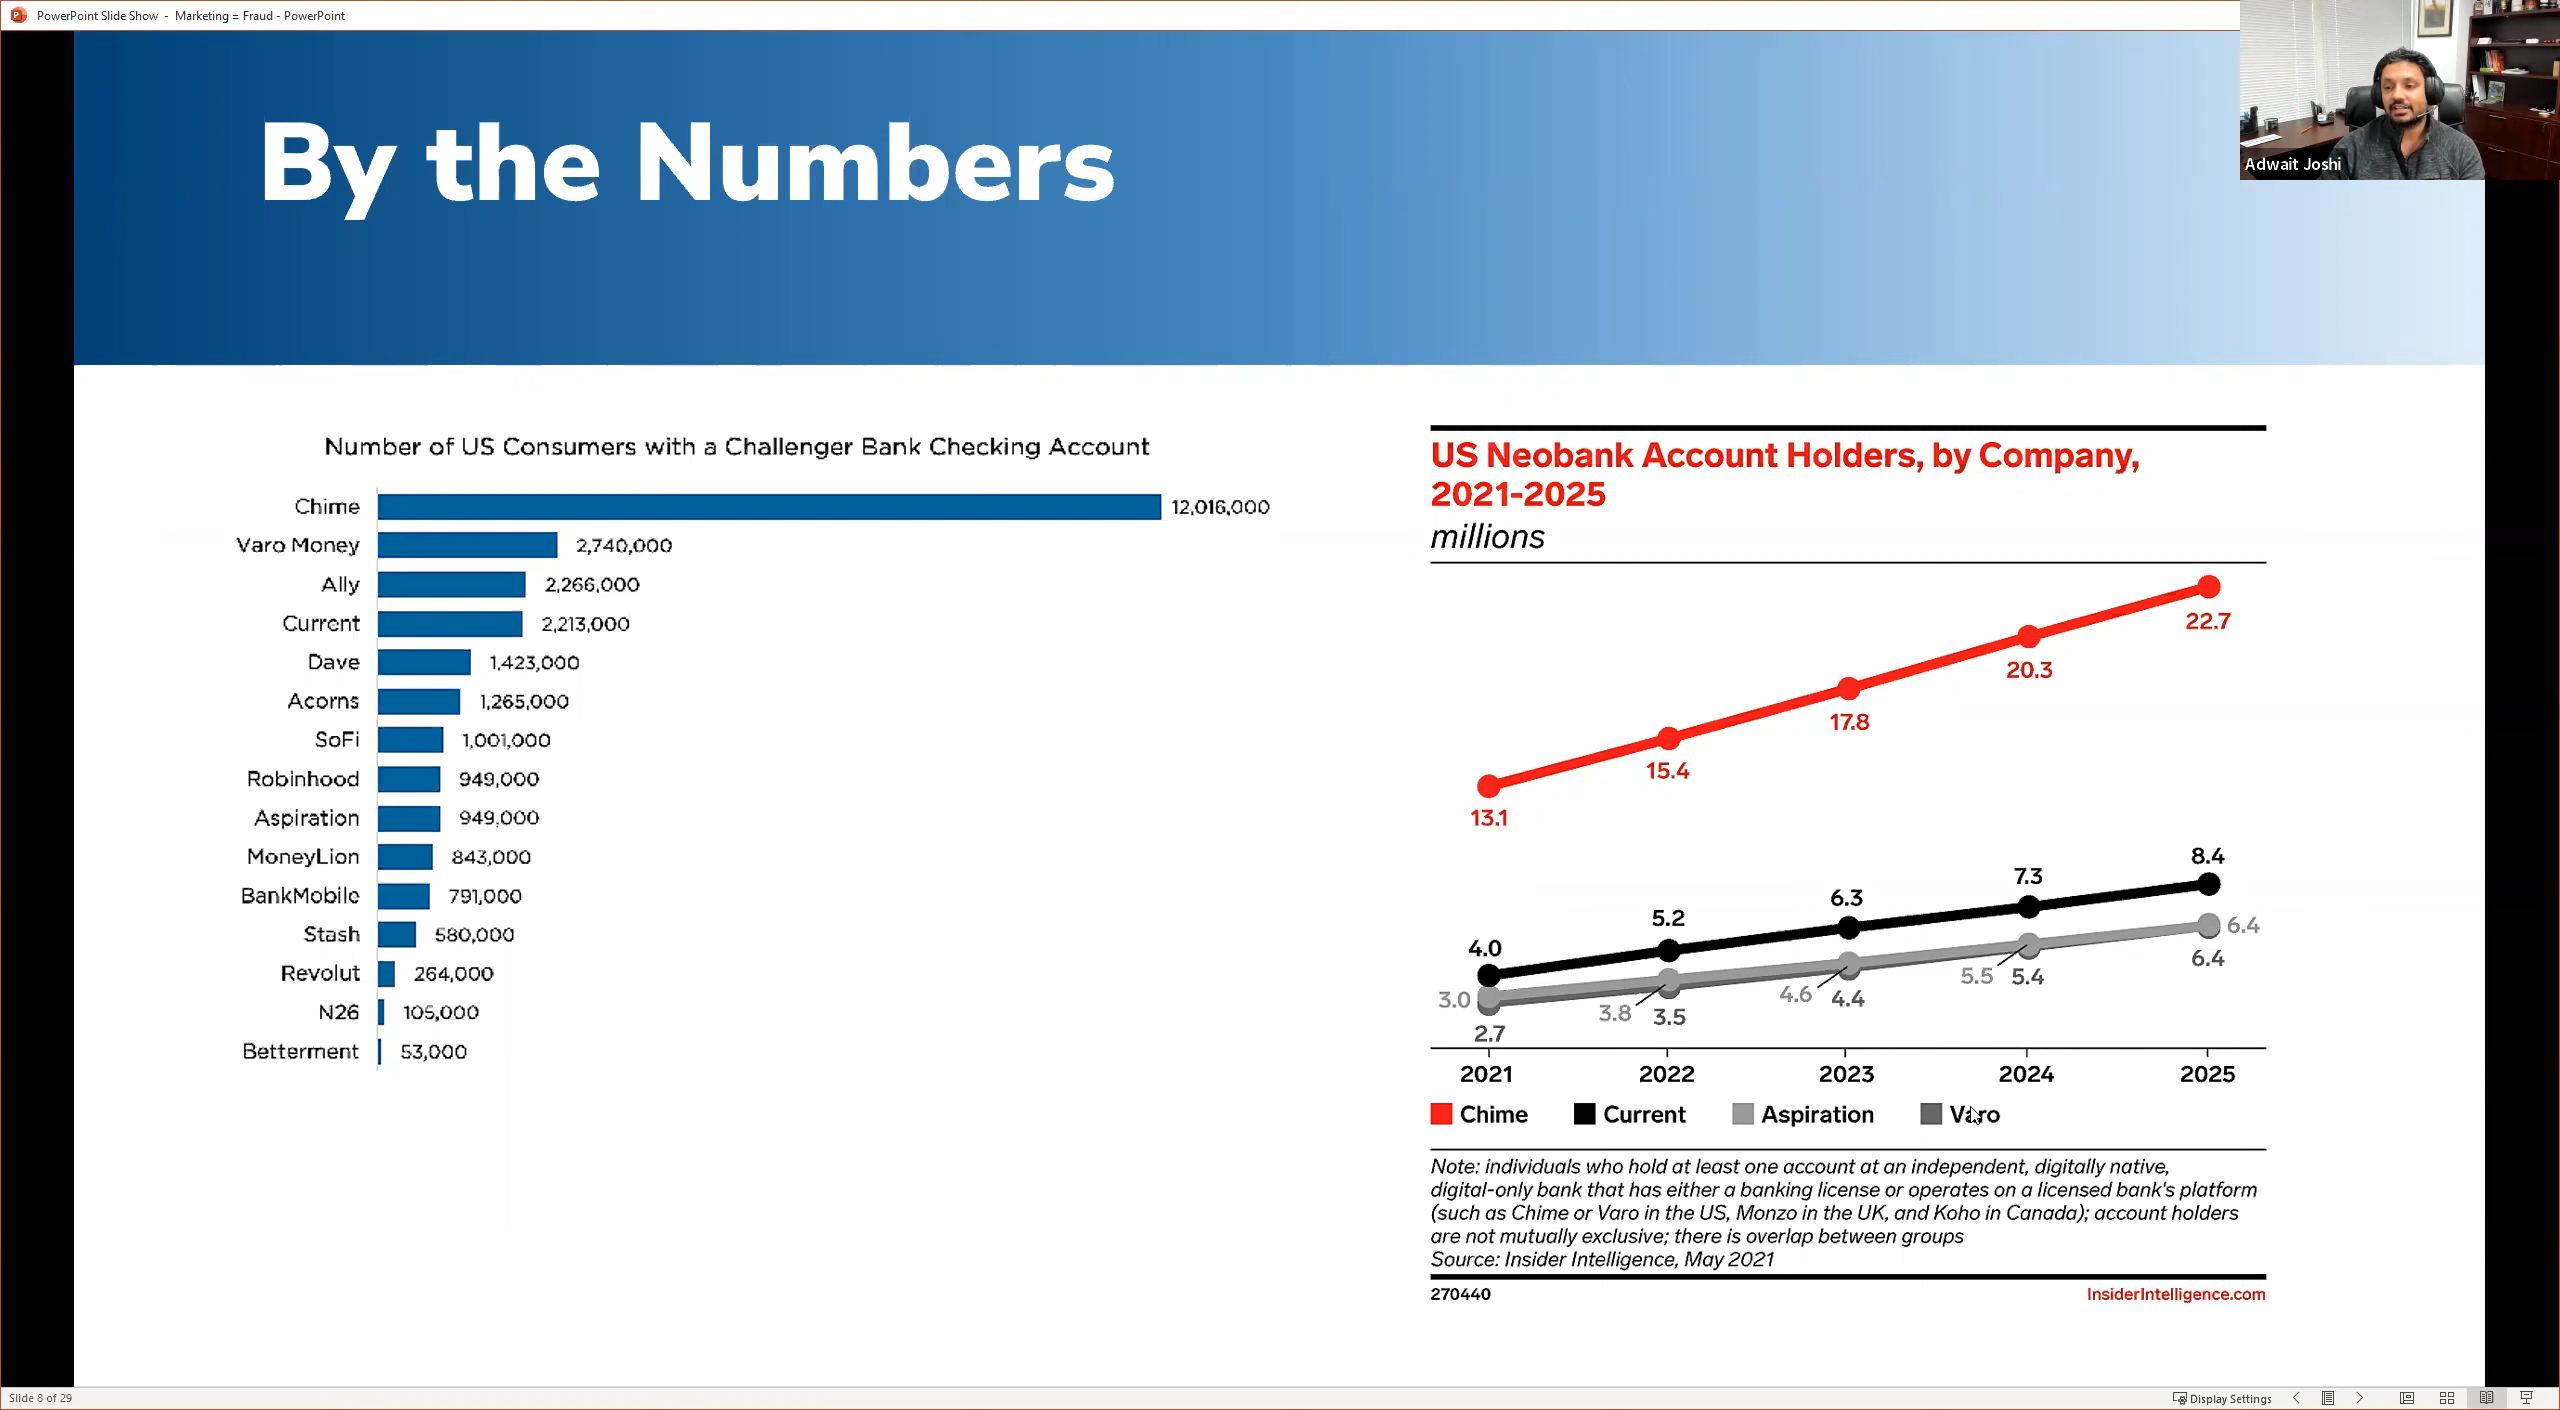 PowerPoint Slide Show - Marketing = Fraud - PowerPoint
Adwait Joshi
By the Numbers
Number of US Consumers with a Challenger Bank Checking Account
Chime 12,016,000
Varo Money 2,740,000
Ally 2,266,000
Current 2,213,000
Dave 1,423,000
Acorns 1,265,000
SoFi 1,001,000
Robinhood 949,000
Aspiration 949,000
MoneyLion 843,000
BankMobile 791,000
Stash 580,000
Revolut 264,000
N26 105,000
Betterment 53,000
US Neobank Account Holders, by Company,
2021-2025
millions
22.7
20.3
17.8
15.4
13.1
8.4
7.3
6.3
5.2
4.0
6.4
6.4
5.5 5.4
4.6 4.4
3.8 3.5
3.0
2.7
2021 2022 2023 2024 2025
Chime Current Aspiration Varo
Note: individuals who hold at least one account at an independent, digitally native,
digital-only bank that has either a banking license or operates on a licensed bank's platform
(such as Chime or Varo in the US, Monzo in the UK, and Koho in Canada); account holders
are not mutually exclusive; there is overlap between groups
Source: Insider Intelligence, May 2021
270440 InsiderIntelligence.com
Slide 8 of 29 Display Settings